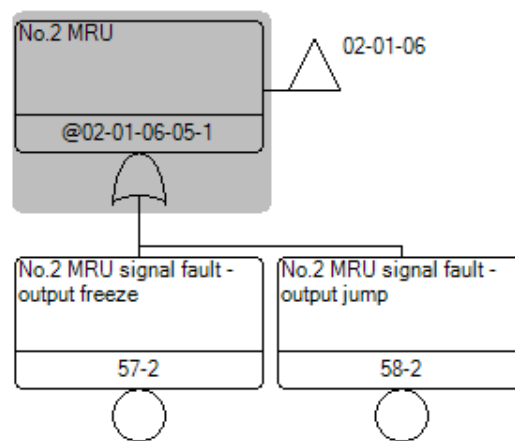 No.2 MRU
02-01-06
@02-01-06-05-1
No.2 MRU signal fault -
output freeze
No.2 MRU signal fault -
output jump
57-2
58-2